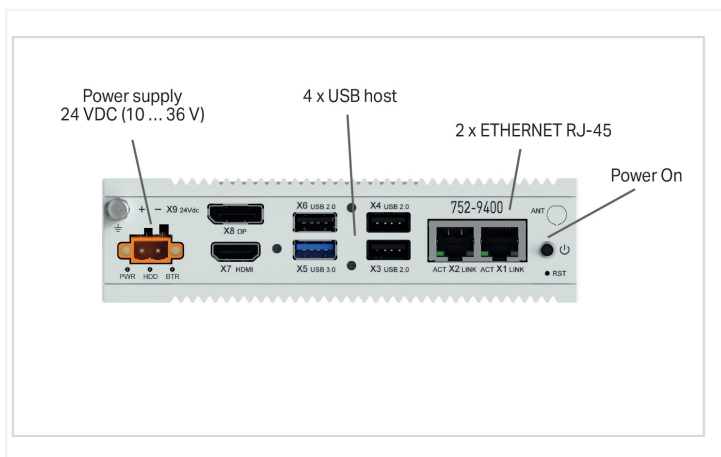 Power supply
24 VDC (10 ... 36 V)
4 x USB host
2 x ETHERNET RJ-45
Power On
+ − X9 24Vdc
X8 DP
X6 USB 2.0
X4 USB 2.0
752-9400
ANT
X7 HDMI
X5 USB 3.0
X3 USB 2.0
ACT X2 LINK
ACT X1 LINK
RST
PWR
HDD
BTR